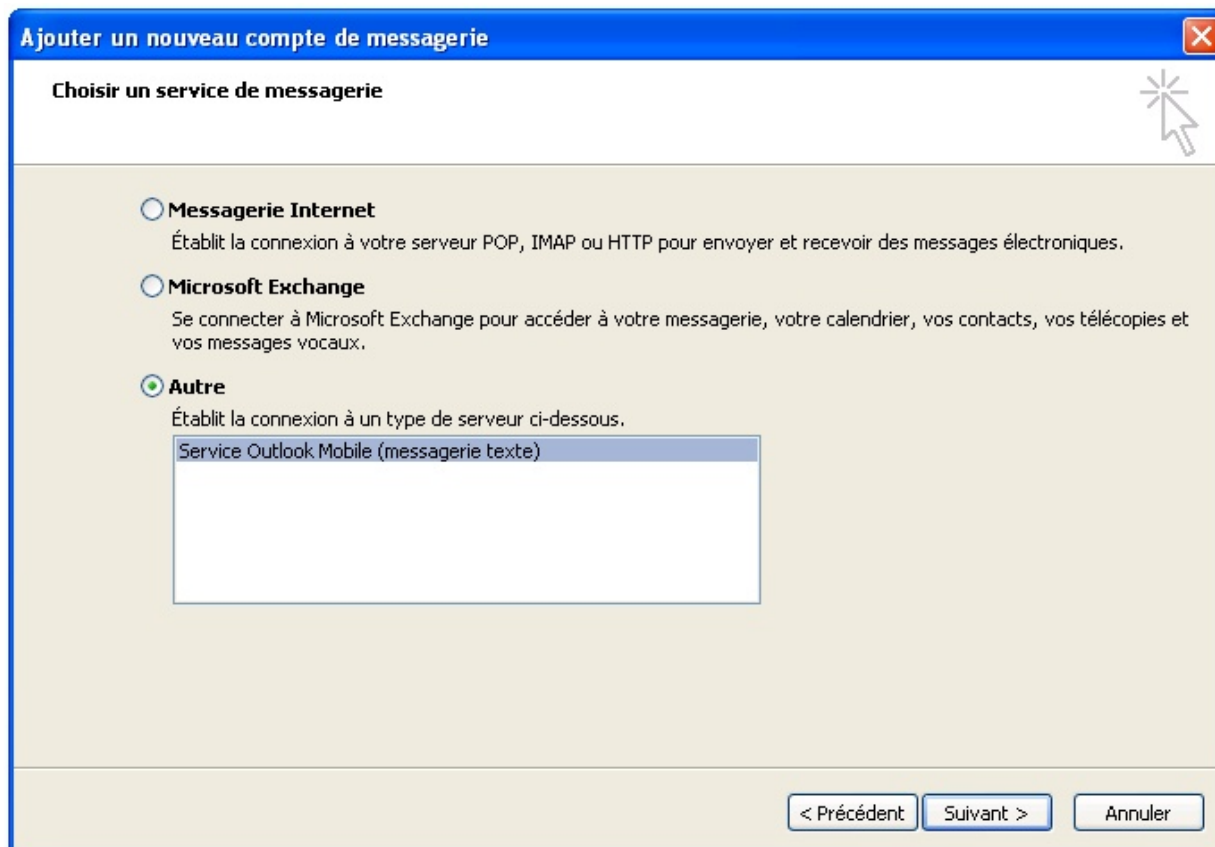 Ajouter un nouveau compte de messagerie
Choisir un service de messagerie
Messagerie Internet
Établit la connexion à votre serveur POP, IMAP ou HTTP pour envoyer et recevoir des messages électroniques.
Microsoft Exchange
Se connecter à Microsoft Exchange pour accéder à votre messagerie, votre calendrier, vos contacts, vos télécopies et
vos messages vocaux.
Autre
Établit la connexion à un type de serveur ci-dessous.
Service Outlook Mobile (messagerie texte)
< Précédent Suivant > Annuler